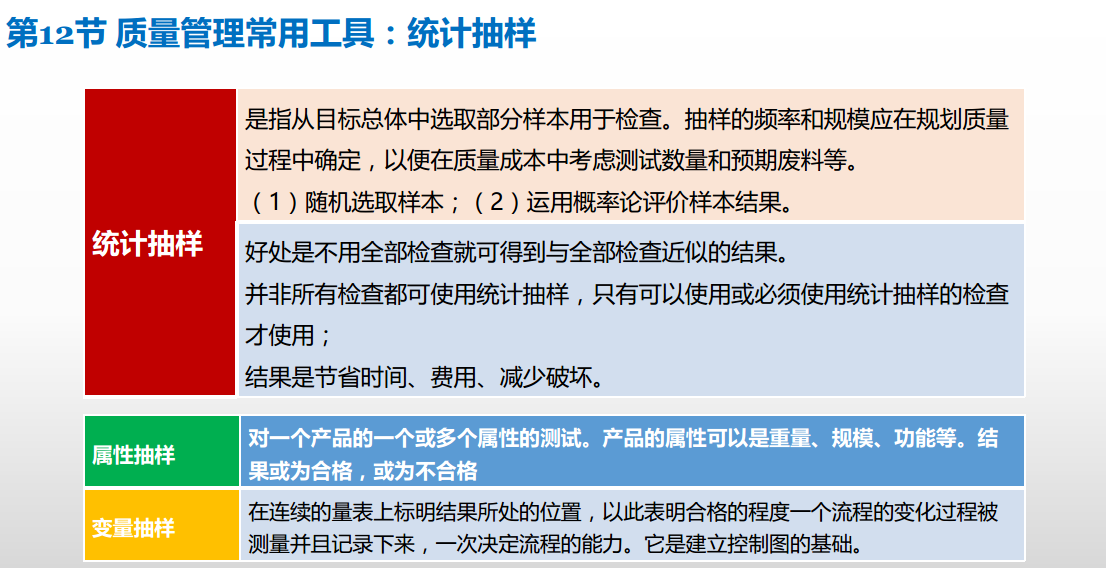 第12节 质量管理常用工具：统计抽样
统计抽样
是指从目标总体中选取部分样本用于检查。抽样的频率和规模应在规划质量
过程中确定，以便在质量成本中考虑测试数量和预期废料等。
（1）随机选取样本；（2）运用概率论评价样本结果。
好处是不用全部检查就可得到与全部检查近似的结果。
并非所有检查都可使用统计抽样，只有可以使用或必须使用统计抽样的检查
才使用；
结果是节省时间、费用、减少破坏。
属性抽样
对一个产品的一个或多个属性的测试。产品的属性可以是重量、规模、功能等。结
果或为合格，或为不合格
变量抽样
在连续的量表上标明结果所处的位置，以此表明合格的程度一个流程的变化过程被
测量并且记录下来，一次决定流程的能力。它是建立控制图的基础。